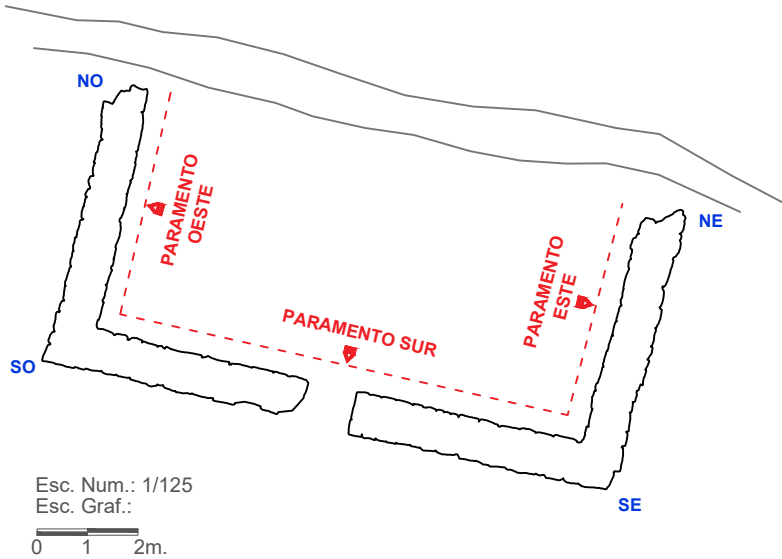 NO
NE
PARAMENTO
OESTE
PARAMENTO
ESTE
PARAMENTO SUR
SO
SE
Esc. Num.: 1/125
Esc. Graf.:
0 1 2m.